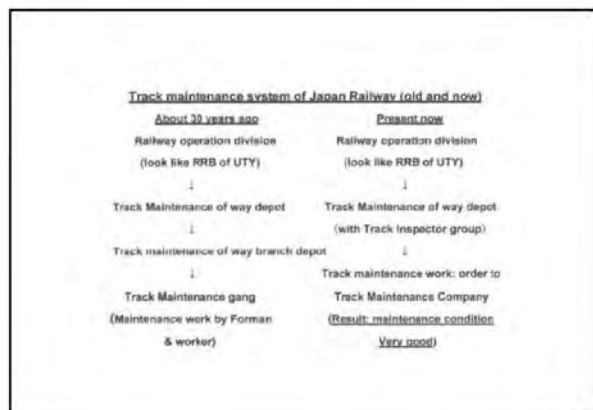 Track maintenance system of Japan Railway (old and now)
About 30 years ago
Railway operation division
(look like RRB of UTY)
↓
Track Maintenance of way depot
↓
Track maintenance of way branch depot
↓
Track Maintenance gang
(Maintenance work by Forman
& worker)
Present now
Railway operation division
(look like RRB of UTY)
↓
Track Maintenance of way depot
(with Track Inspector group)
↓
Track maintenance work: order to
Track Maintenance Company
(Result: maintenance condition
Very good)